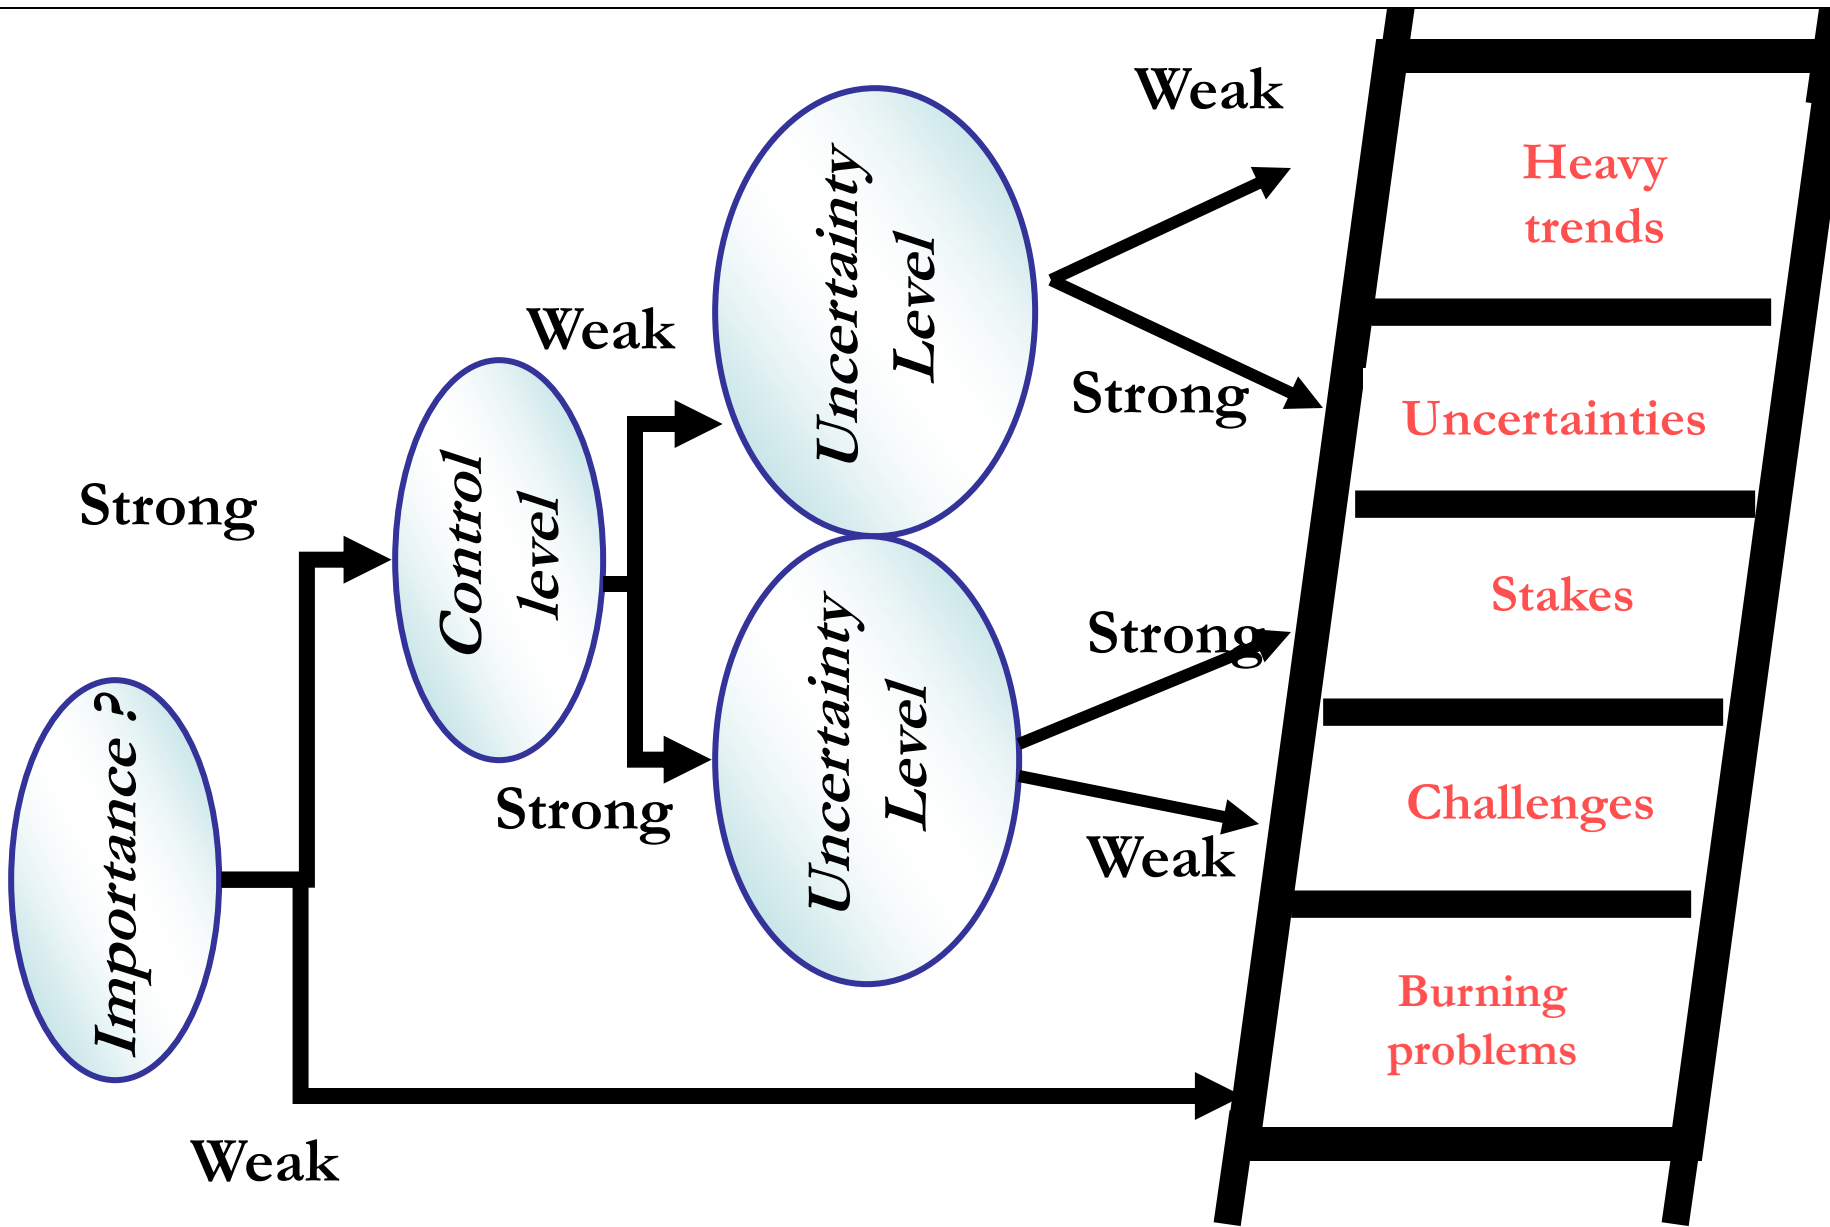 Importance ?
Strong
Weak
Control
level
Weak
Strong
Uncertainty
Level
Uncertainty
Level
Weak
Strong
Strong
Weak
Heavy
trends
Uncertainties
Stakes
Challenges
Burning
problems